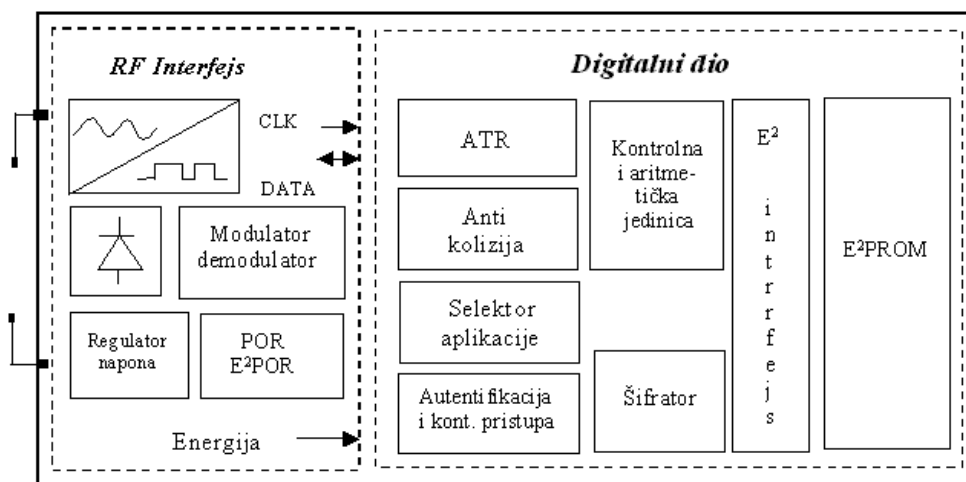 RF Interfejs
CLK
DATA
Modulator
demodulator
Regulator
napona
POR
E²POR
Energija
Digitalni dio
ATR
Anti
kolizija
Selektor
aplikacije
Autentifikacija
i kont. pristupa
Kontrolna
i aritme-
tička
jedinica
Šifrator
E²
i
n
t
r
r
f
e
j
s
E²PROM